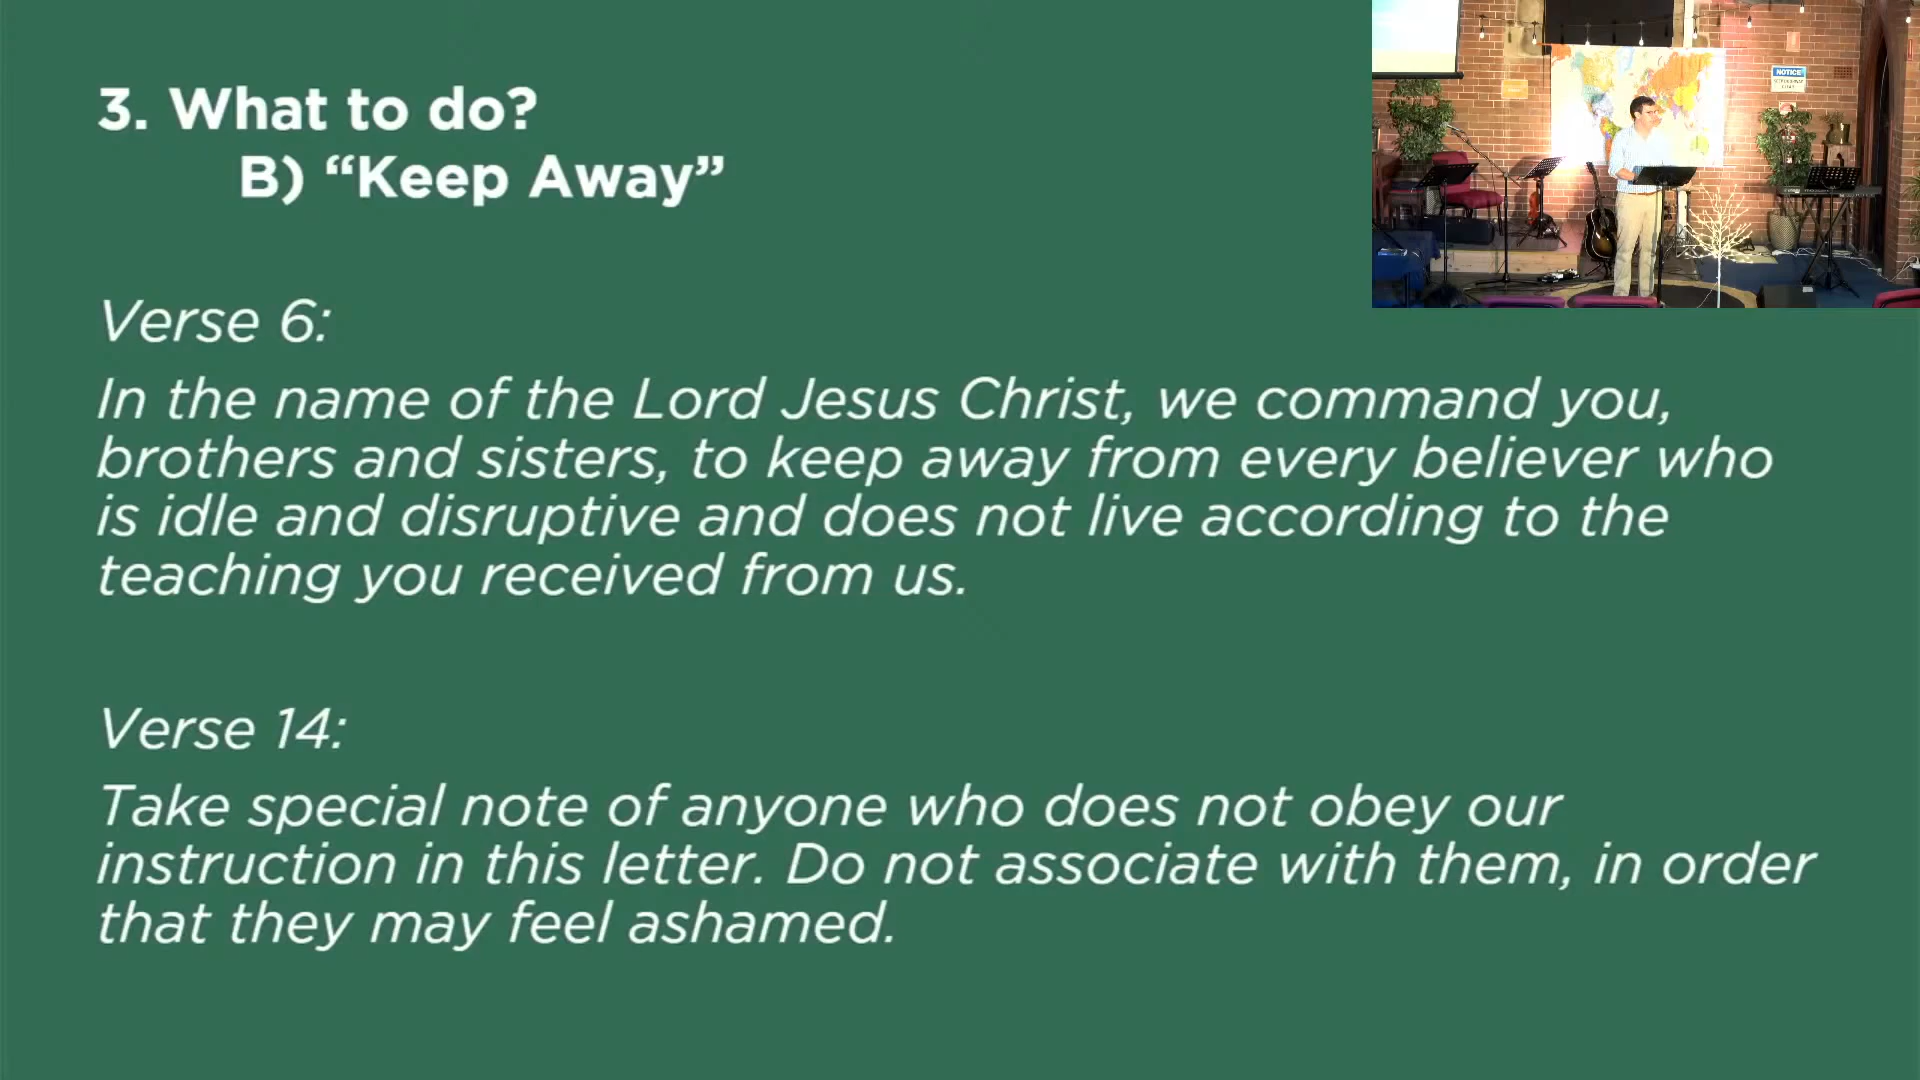 3. What to do?
B) “Keep Away”
NOTICE
Verse 6:
In the name of the Lord Jesus Christ, we command you,
brothers and sisters, to keep away from every believer who
is idle and disruptive and does not live according to the
teaching you received from us.
Verse 14:
Take special note of anyone who does not obey our
instruction in this letter. Do not associate with them, in order
that they may feel ashamed.